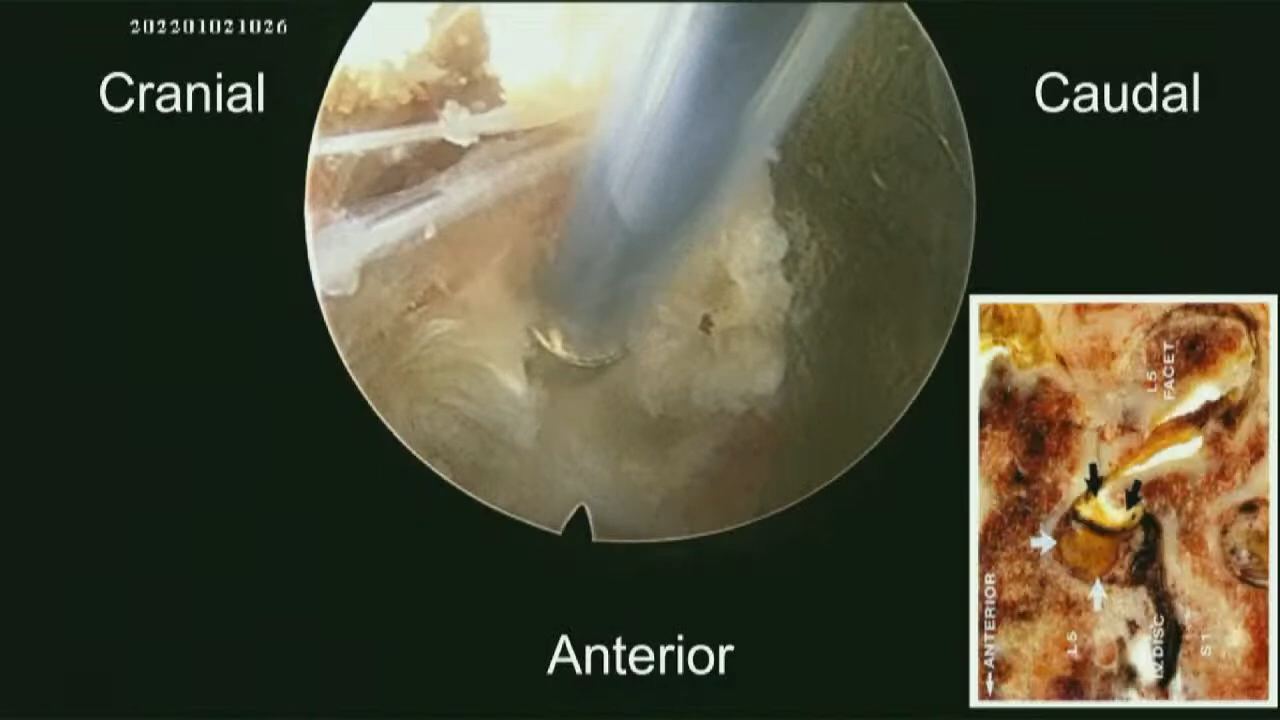 202201021026
Cranial
Caudal
L5
FACET
ANTERIOR
L5
IV DISC
S1
Anterior